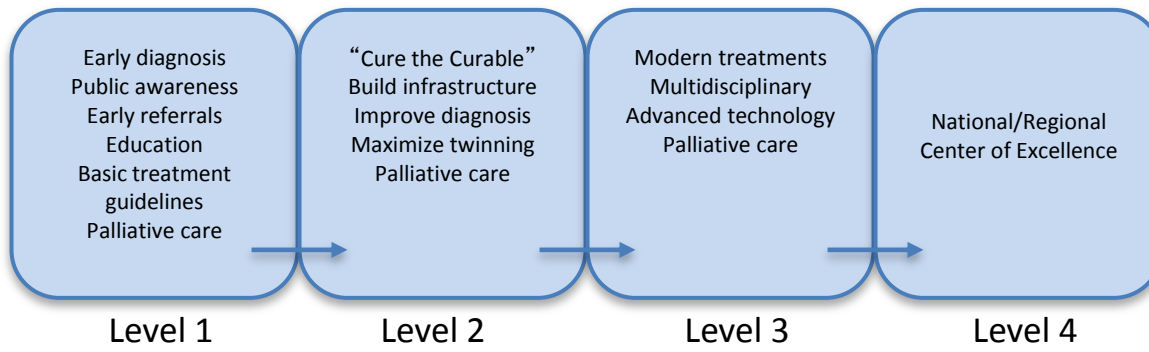 Early diagnosis
Public awareness
Early referrals
Education
Basic treatment
guidelines
Palliative care
“Cure the Curable”
Build infrastructure
Improve diagnosis
Maximize twinning
Palliative care
Modern treatments
Multidisciplinary
Advanced technology
Palliative care
National/Regional
Center of Excellence
Level 1
Level 2
Level 3
Level 4